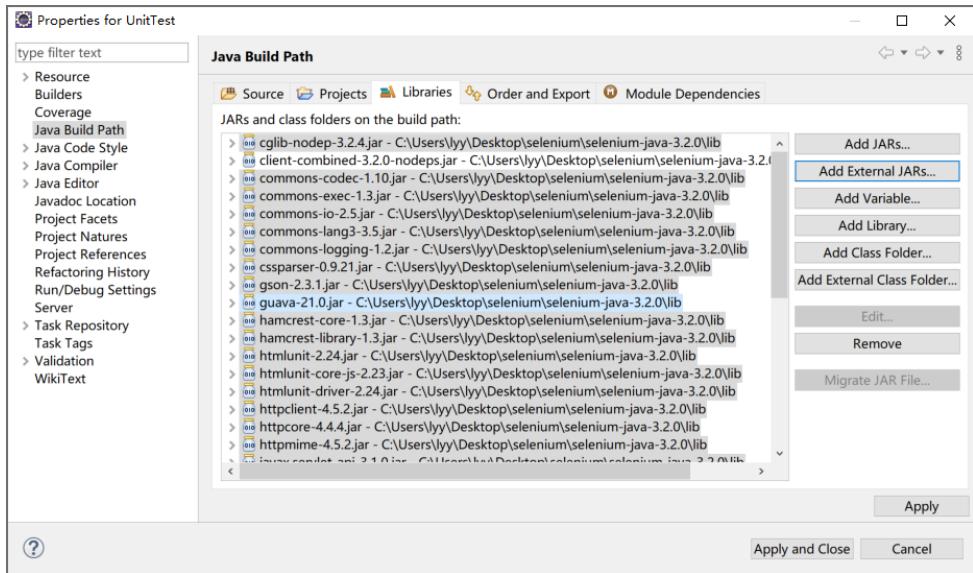 Properties for UnitTest
type filter text
Resource
Builders
Coverage
Java Build Path
Java Code Style
Java Compiler
Java Editor
Javadoc Location
Project Facets
Project Natures
Project References
Refactoring History
Run/Debug Settings
Server
Task Repository
Task Tags
Validation
WikiText
Java Build Path
Source Projects Libraries Order and Export Module Dependencies
JARs and class folders on the build path:
cglib-nodep-3.2.4.jar - C:\Users\lyy\Desktop\selenium\selenium-java-3.2.0\lib
client-combined-3.2.0-nodeps.jar - C:\Users\lyy\Desktop\selenium\selenium-java-3.2.0
commons-codec-1.10.jar - C:\Users\lyy\Desktop\selenium\selenium-java-3.2.0\lib
commons-exec-1.3.jar - C:\Users\lyy\Desktop\selenium\selenium-java-3.2.0\lib
commons-io-2.5.jar - C:\Users\lyy\Desktop\selenium\selenium-java-3.2.0\lib
commons-lang3-3.5.jar - C:\Users\lyy\Desktop\selenium\selenium-java-3.2.0\lib
commons-logging-1.2.jar - C:\Users\lyy\Desktop\selenium\selenium-java-3.2.0\lib
cssparser-0.9.21.jar - C:\Users\lyy\Desktop\selenium\selenium-java-3.2.0\lib
gson-2.3.1.jar - C:\Users\lyy\Desktop\selenium\selenium-java-3.2.0\lib
guava-21.0.jar - C:\Users\lyy\Desktop\selenium\selenium-java-3.2.0\lib
hamcrest-core-1.3.jar - C:\Users\lyy\Desktop\selenium\selenium-java-3.2.0\lib
hamcrest-library-1.3.jar - C:\Users\lyy\Desktop\selenium\selenium-java-3.2.0\lib
htmlunit-2.24.jar - C:\Users\lyy\Desktop\selenium\selenium-java-3.2.0\lib
htmlunit-core-js-2.23.jar - C:\Users\lyy\Desktop\selenium\selenium-java-3.2.0\lib
htmlunit-driver-2.24.jar - C:\Users\lyy\Desktop\selenium\selenium-java-3.2.0\lib
httpclient-4.5.2.jar - C:\Users\lyy\Desktop\selenium\selenium-java-3.2.0\lib
httpcore-4.4.4.jar - C:\Users\lyy\Desktop\selenium\selenium-java-3.2.0\lib
httpmime-4.5.2.jar - C:\Users\lyy\Desktop\selenium\selenium-java-3.2.0\lib
javax.servlet-api-3.1.0.jar - C:\Users\lyy\Desktop\selenium\selenium-java-3.2.0\lib
Add JARs...
Add External JARs...
Add Variable...
Add Library...
Add Class Folder...
Add External Class Folder...
Edit...
Remove
Migrate JAR File...
Apply
Apply and Close
Cancel